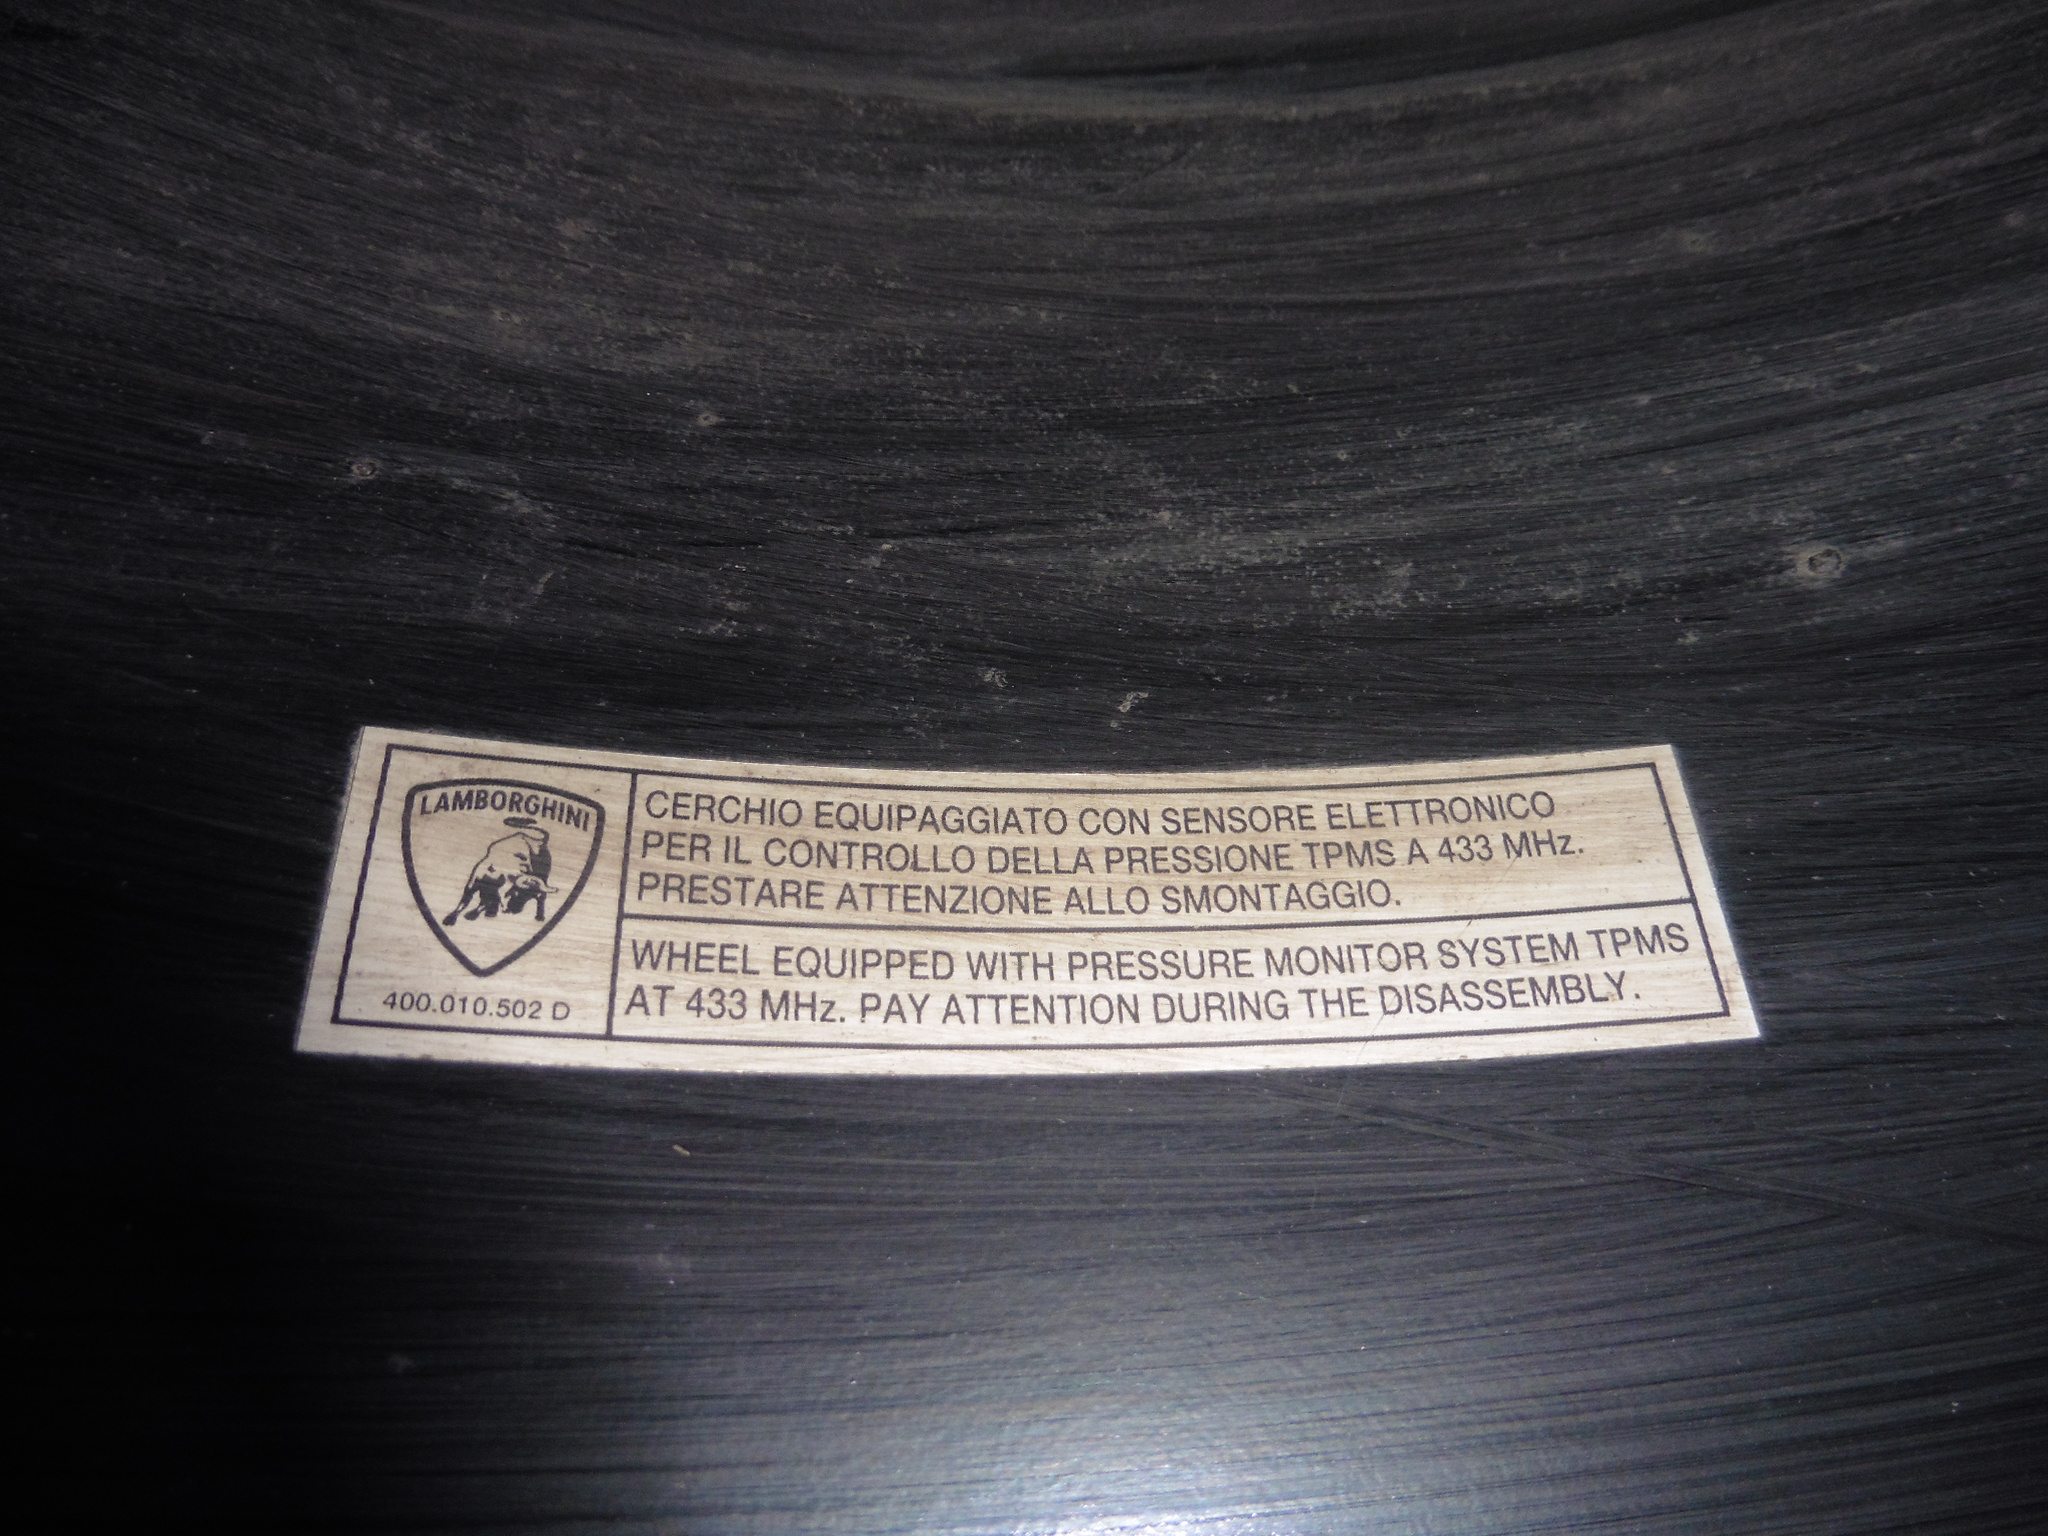 LAMBORGHINI
400.010.502 D
CERCHIO EQUIPAGGIATO CON SENSORE ELETTRONICO
PER IL CONTROLLO DELLA PRESSIONE TPMS A 433 MHz.
PRESTARE ATTENZIONE ALLO SMONTAGGIO.
WHEEL EQUIPPED WITH PRESSURE MONITOR SYSTEM TPMS
AT 433 MHz. PAY ATTENTION DURING THE DISASSEMBLY.